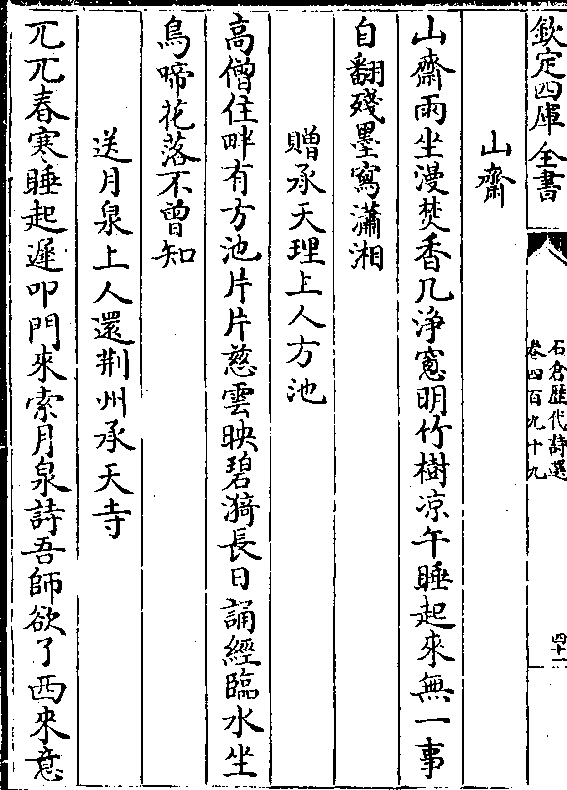 欽定四庫全書
石倉歴代詩選
卷四百九十九
四十一
山齋
山齋雨坐漫焚香几浄窻明竹樹凉午睡起來無一事
自翻殘墨寫瀟湘
贈承天理上人方池
高僧住畔有方池片片慈雲映碧漪長日誦經臨水坐
鳥啼花落不曾知
送月泉上人還荆州承天寺
兀兀春寒睡起遲叩門來索月泉詩吾師欲了西來意